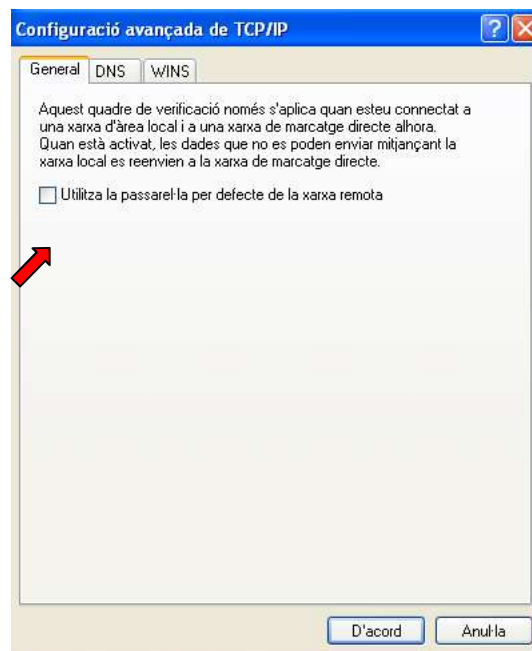 Configuració avançada de TCP/IP
General DNS WINS
Aquest quadre de verificació només s'aplica quan esteu connectat a
una xarxa d'àrea local i a una xarxa de marcatge directe alhora.
Quan està activat, les dades que no es poden enviar mitjançant la
xarxa local es reenvien a la xarxa de marcatge directe.
Utilitza la passarel·la per defecte de la xarxa remota
D'acord Anul·la